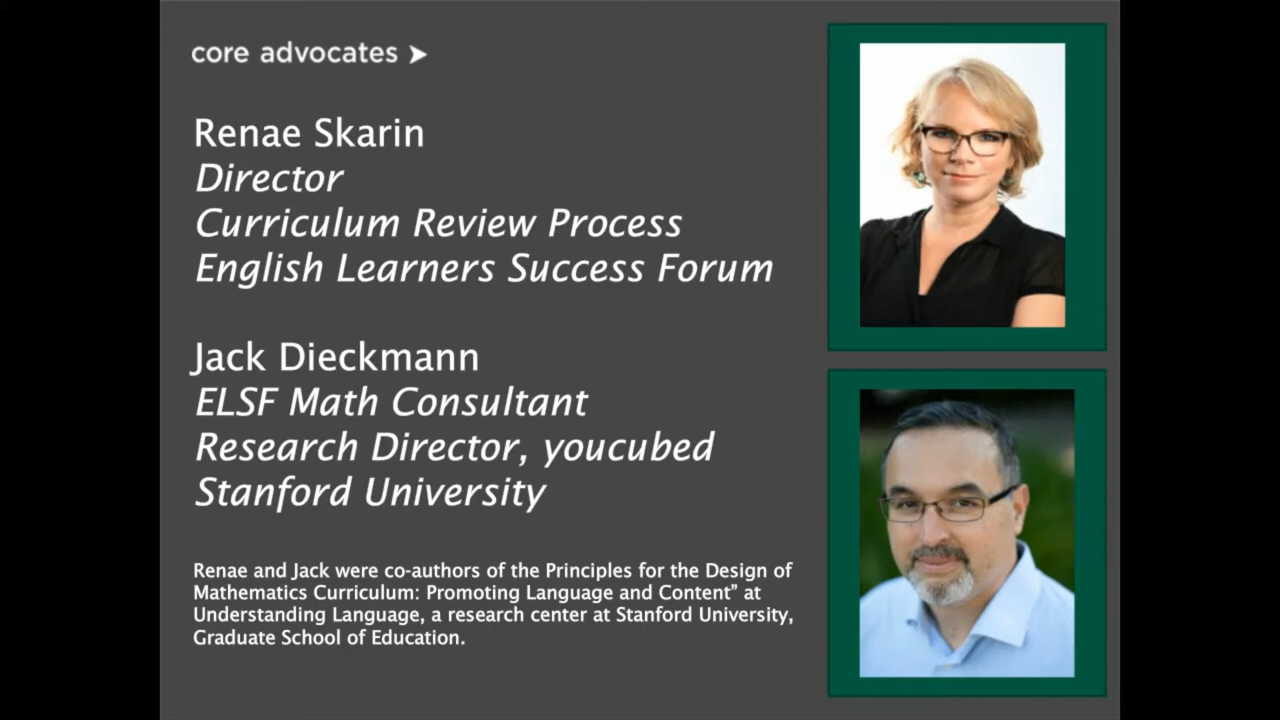 core advocates
Renae Skarin
Director
Curriculum Review Process
English Learners Success Forum
Jack Dieckmann
ELSF Math Consultant
Research Director, youcubed
Stanford University
Renae and Jack were co-authors of the Principles for the Design of
Mathematics Curriculum: Promoting Language and Content” at
Understanding Language, a research center at Stanford University,
Graduate School of Education.